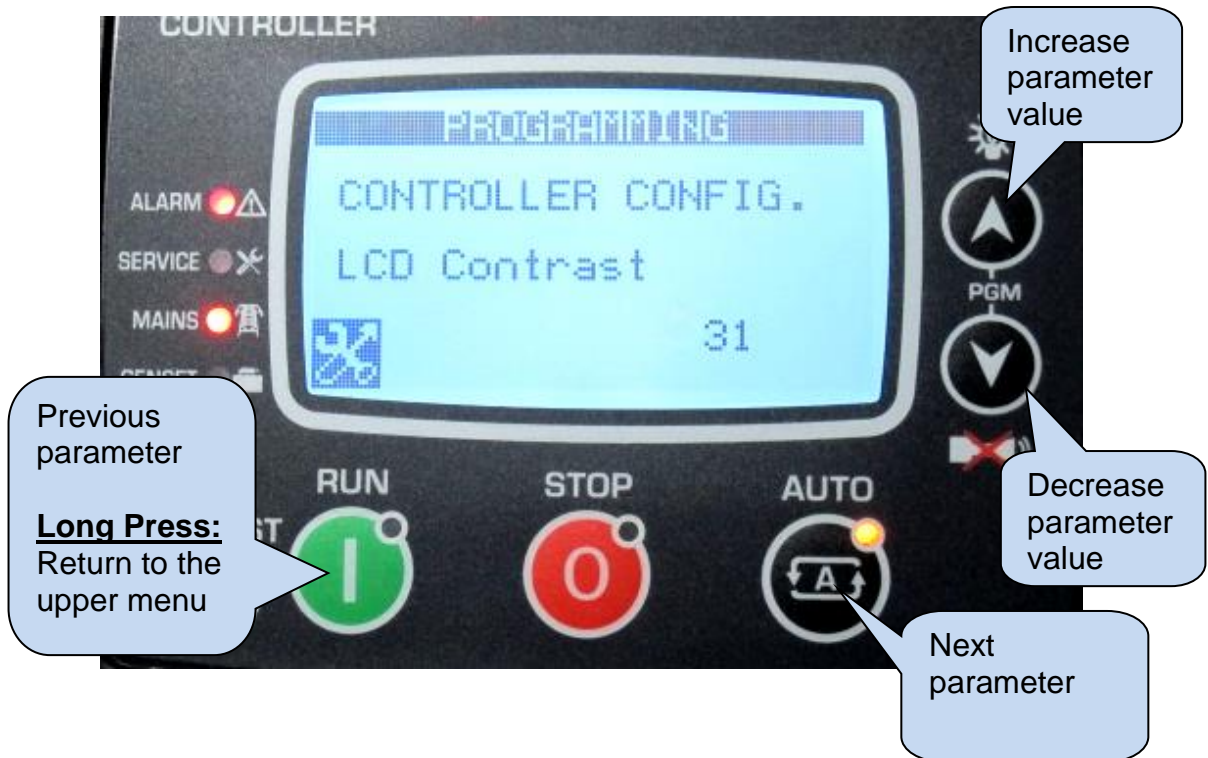 CONTROLLER
Increase
parameter
value
PROGRAMMING
CONTROLLER CONFIG.
LCD Contrast
31
ALARM
SERVICE
MAINS
PGM
Previous
parameter
Long Press:
Return to the
upper menu
RUN
STOP
AUTO
I
O
A
Decrease
parameter
value
Next
parameter